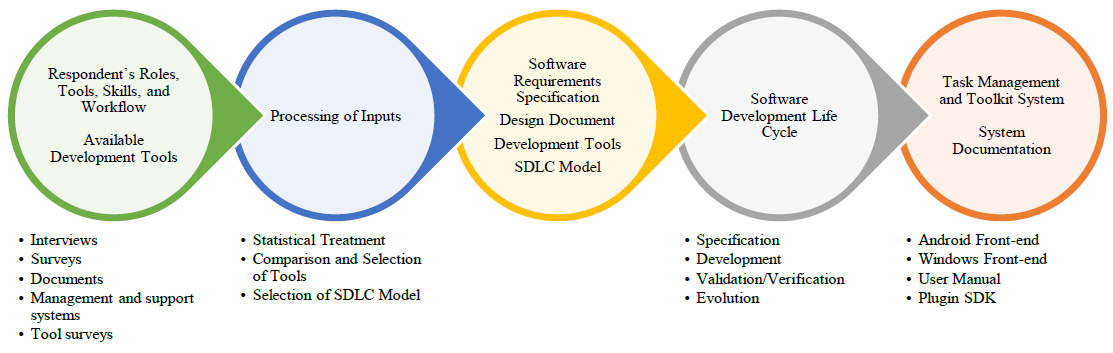 Respondent's Roles,
Tools, Skills, and
Workflow
Available
Development Tools
Processing of Inputs
Software
Requirements
Specification
Design Document
Development Tools
SDLC Model
Software
Development Life
Cycle
Task Management
and Toolkit System
System
Documentation
• Interviews
• Surveys
• Documents
• Management and support
systems
• Tool surveys
• Statistical Treatment
• Comparison and Selection
of Tools
• Selection of SDLC Model
• Specification
• Development
• Validation/Verification
• Evolution
• Android Front-end
• Windows Front-end
• User Manual
• Plugin SDK